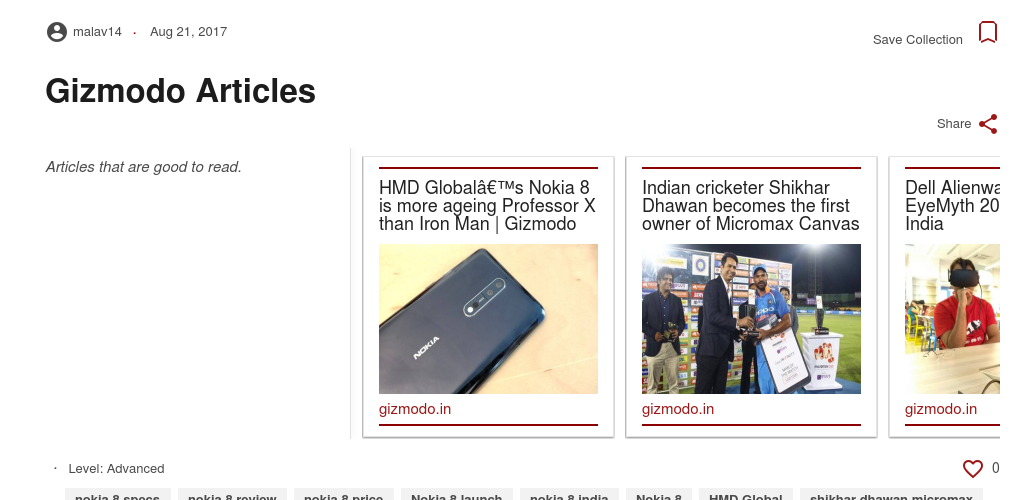 malav14 · Aug 21, 2017
Save Collection
Gizmodo Articles
Share
Articles that are good to read.
HMD Globalâ€™s Nokia 8
is more ageing Professor X
than Iron Man | Gizmodo
NOKIA
gizmodo.in
Indian cricketer Shikhar
Dhawan becomes the first
owner of Micromax Canvas
gizmodo.in
Dell Alienwa
EyeMyth 20
India
gizmodo.in
· Level: Advanced
0
nokia 8 specs nokia 8 review nokia 8 price Nokia 8 launch nokia 8 india Nokia 8 HMD Global shikhar dhawan micromax